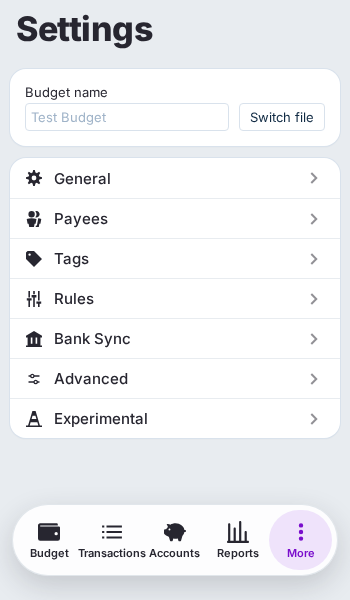 Settings
Budget name
Test Budget
Switch file
General
Payees
Tags
Rules
Bank Sync
Advanced
Experimental
Budget Transactions Accounts Reports More